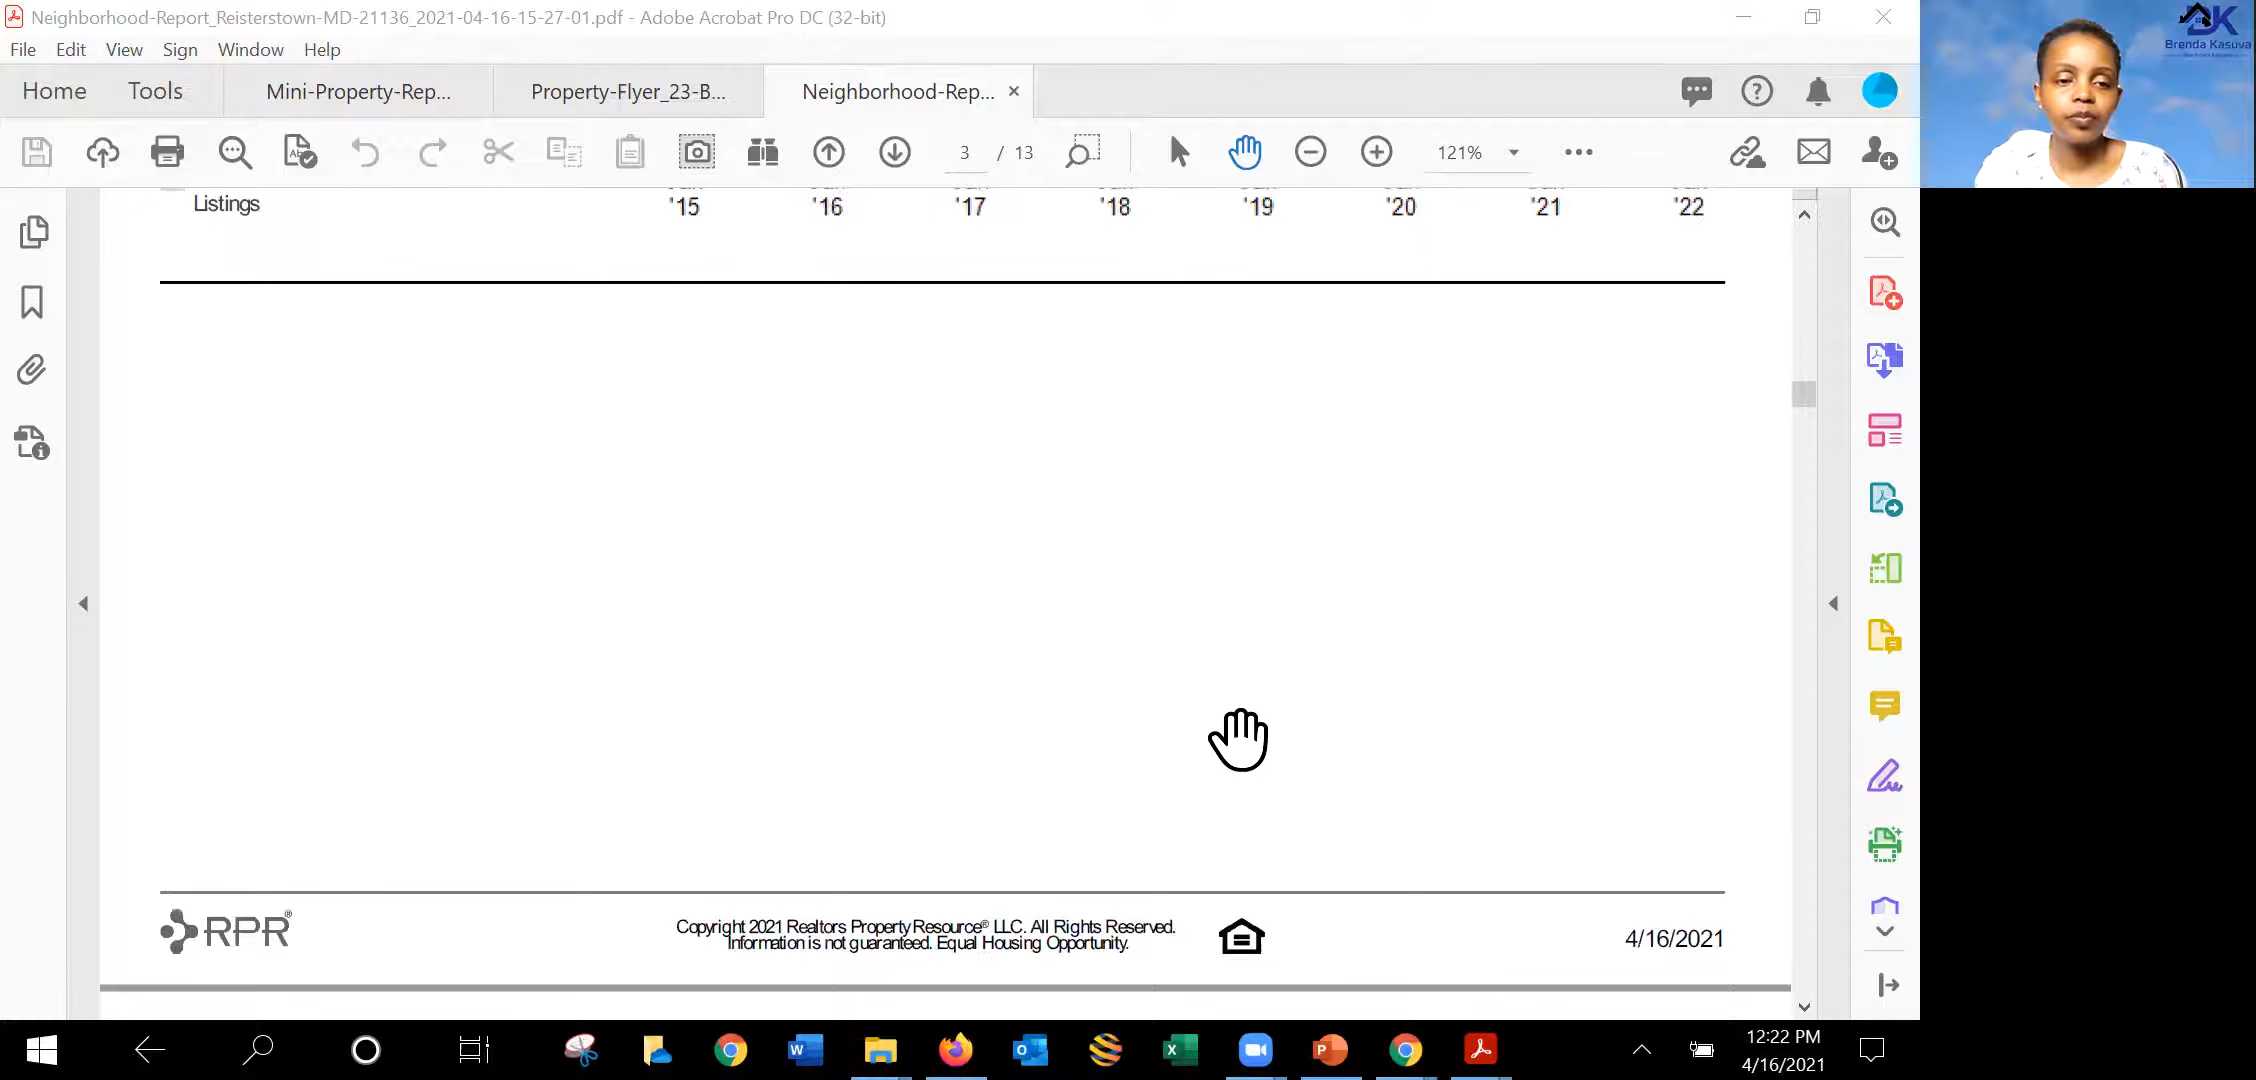 Neighborhood-Report_Reisterstown-MD-21136_2021-04-16-15-27-01.pdf - Adobe Acrobat Pro DC (32-bit)
File Edit View Sign Window Help
Home Tools Mini-Property-Rep... Property-Flyer_23-B... Neighborhood-Rep...
3 / 13 121%
Listings '15 '16 '17 '18 '19 '20 '21 '22
RPR®
Copyright 2021 Realtors Property Resource® LLC. All Rights Reserved.
Information is not guaranteed. Equal Housing Opportunity.
4/16/2021
12:22 PM
4/16/2021
DK
Brenda Kasuva